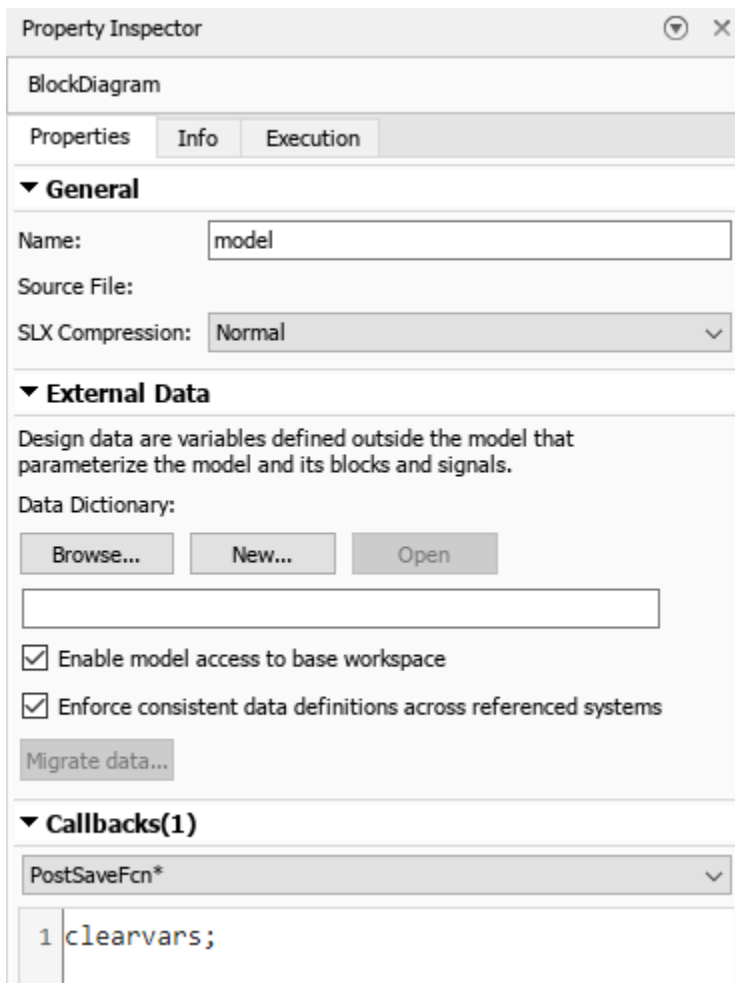 Property Inspector
BlockDiagram
Properties Info Execution
General
Name: model
Source File:
SLX Compression: Normal
External Data
Design data are variables defined outside the model that
parameterize the model and its blocks and signals.
Data Dictionary:
Browse... New... Open
Enable model access to base workspace
Enforce consistent data definitions across referenced systems
Migrate data...
Callbacks(1)
PostSaveFcn*
1 clearvars;